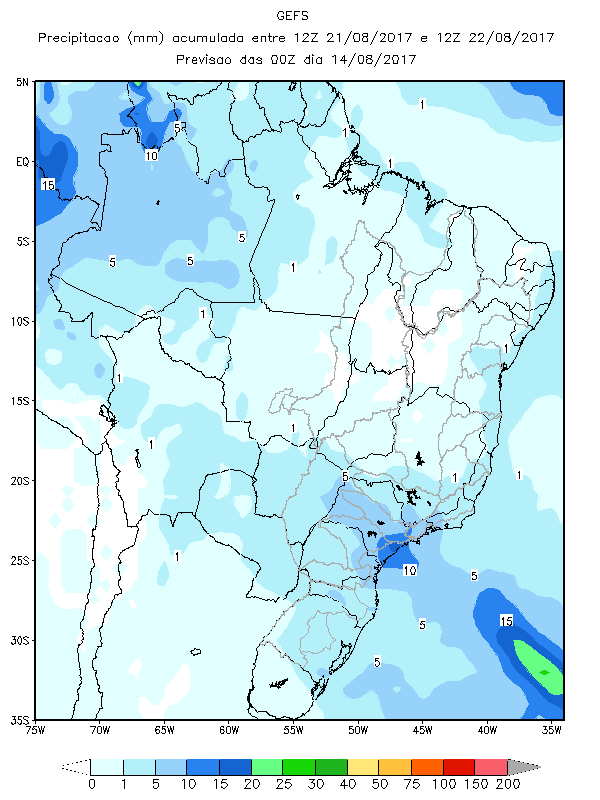 GEFS
Precipitacao (mm) acumulada entre 12Z 21/08/2017 e 12Z 22/08/2017
Previsao das 00Z dia 14/08/2017
5N
1
5
1
EQ
10
1
15
5S
5
5
5
1
10S
1
1
1
15S
1
1
2
20S
5
1
1
25S
1
10
5
15
5
30S
5
35S
75W 70W 65W 60W 55W 50W 45W 40W 35W
0 1 5 10 15 20 25 30 40 50 75 100 150 200